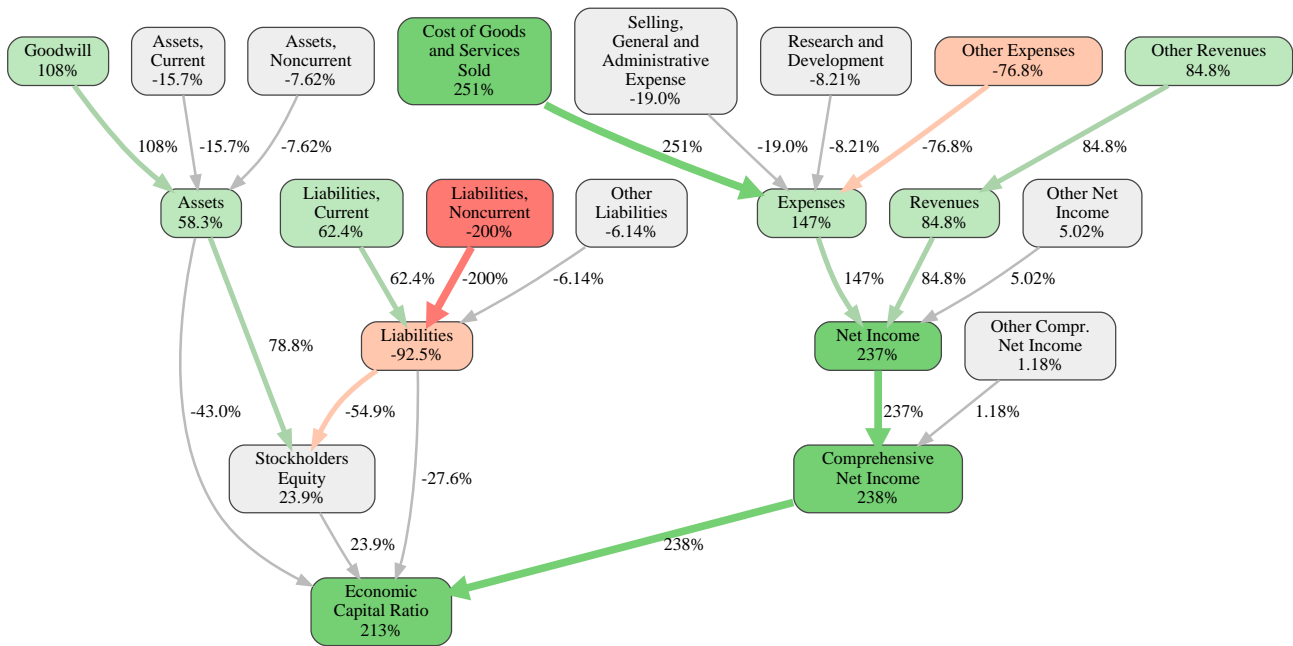 Goodwill
108%
Assets,
Current
-15.7%
Assets,
Noncurrent
-7.62%
Cost of Goods
and Services
Sold
251%
Selling,
General and
Administrative
Expense
-19.0%
Research and
Development
-8.21%
Other Expenses
-76.8%
Other Revenues
84.8%
108%
-15.7%
-7.62%
251%
-19.0%
-8.21%
-76.8%
84.8%
Assets
58.3%
Liabilities,
Current
62.4%
Liabilities,
Noncurrent
-200%
Other
Liabilities
-6.14%
Expenses
147%
Revenues
84.8%
Other Net
Income
5.02%
62.4%
-200%
-6.14%
147%
84.8%
5.02%
Liabilities
-92.5%
Net Income
237%
Other Compr.
Net Income
1.18%
78.8%
-43.0%
-54.9%
237%
1.18%
Stockholders
Equity
23.9%
-27.6%
Comprehensive
Net Income
238%
23.9%
238%
Economic
Capital Ratio
213%